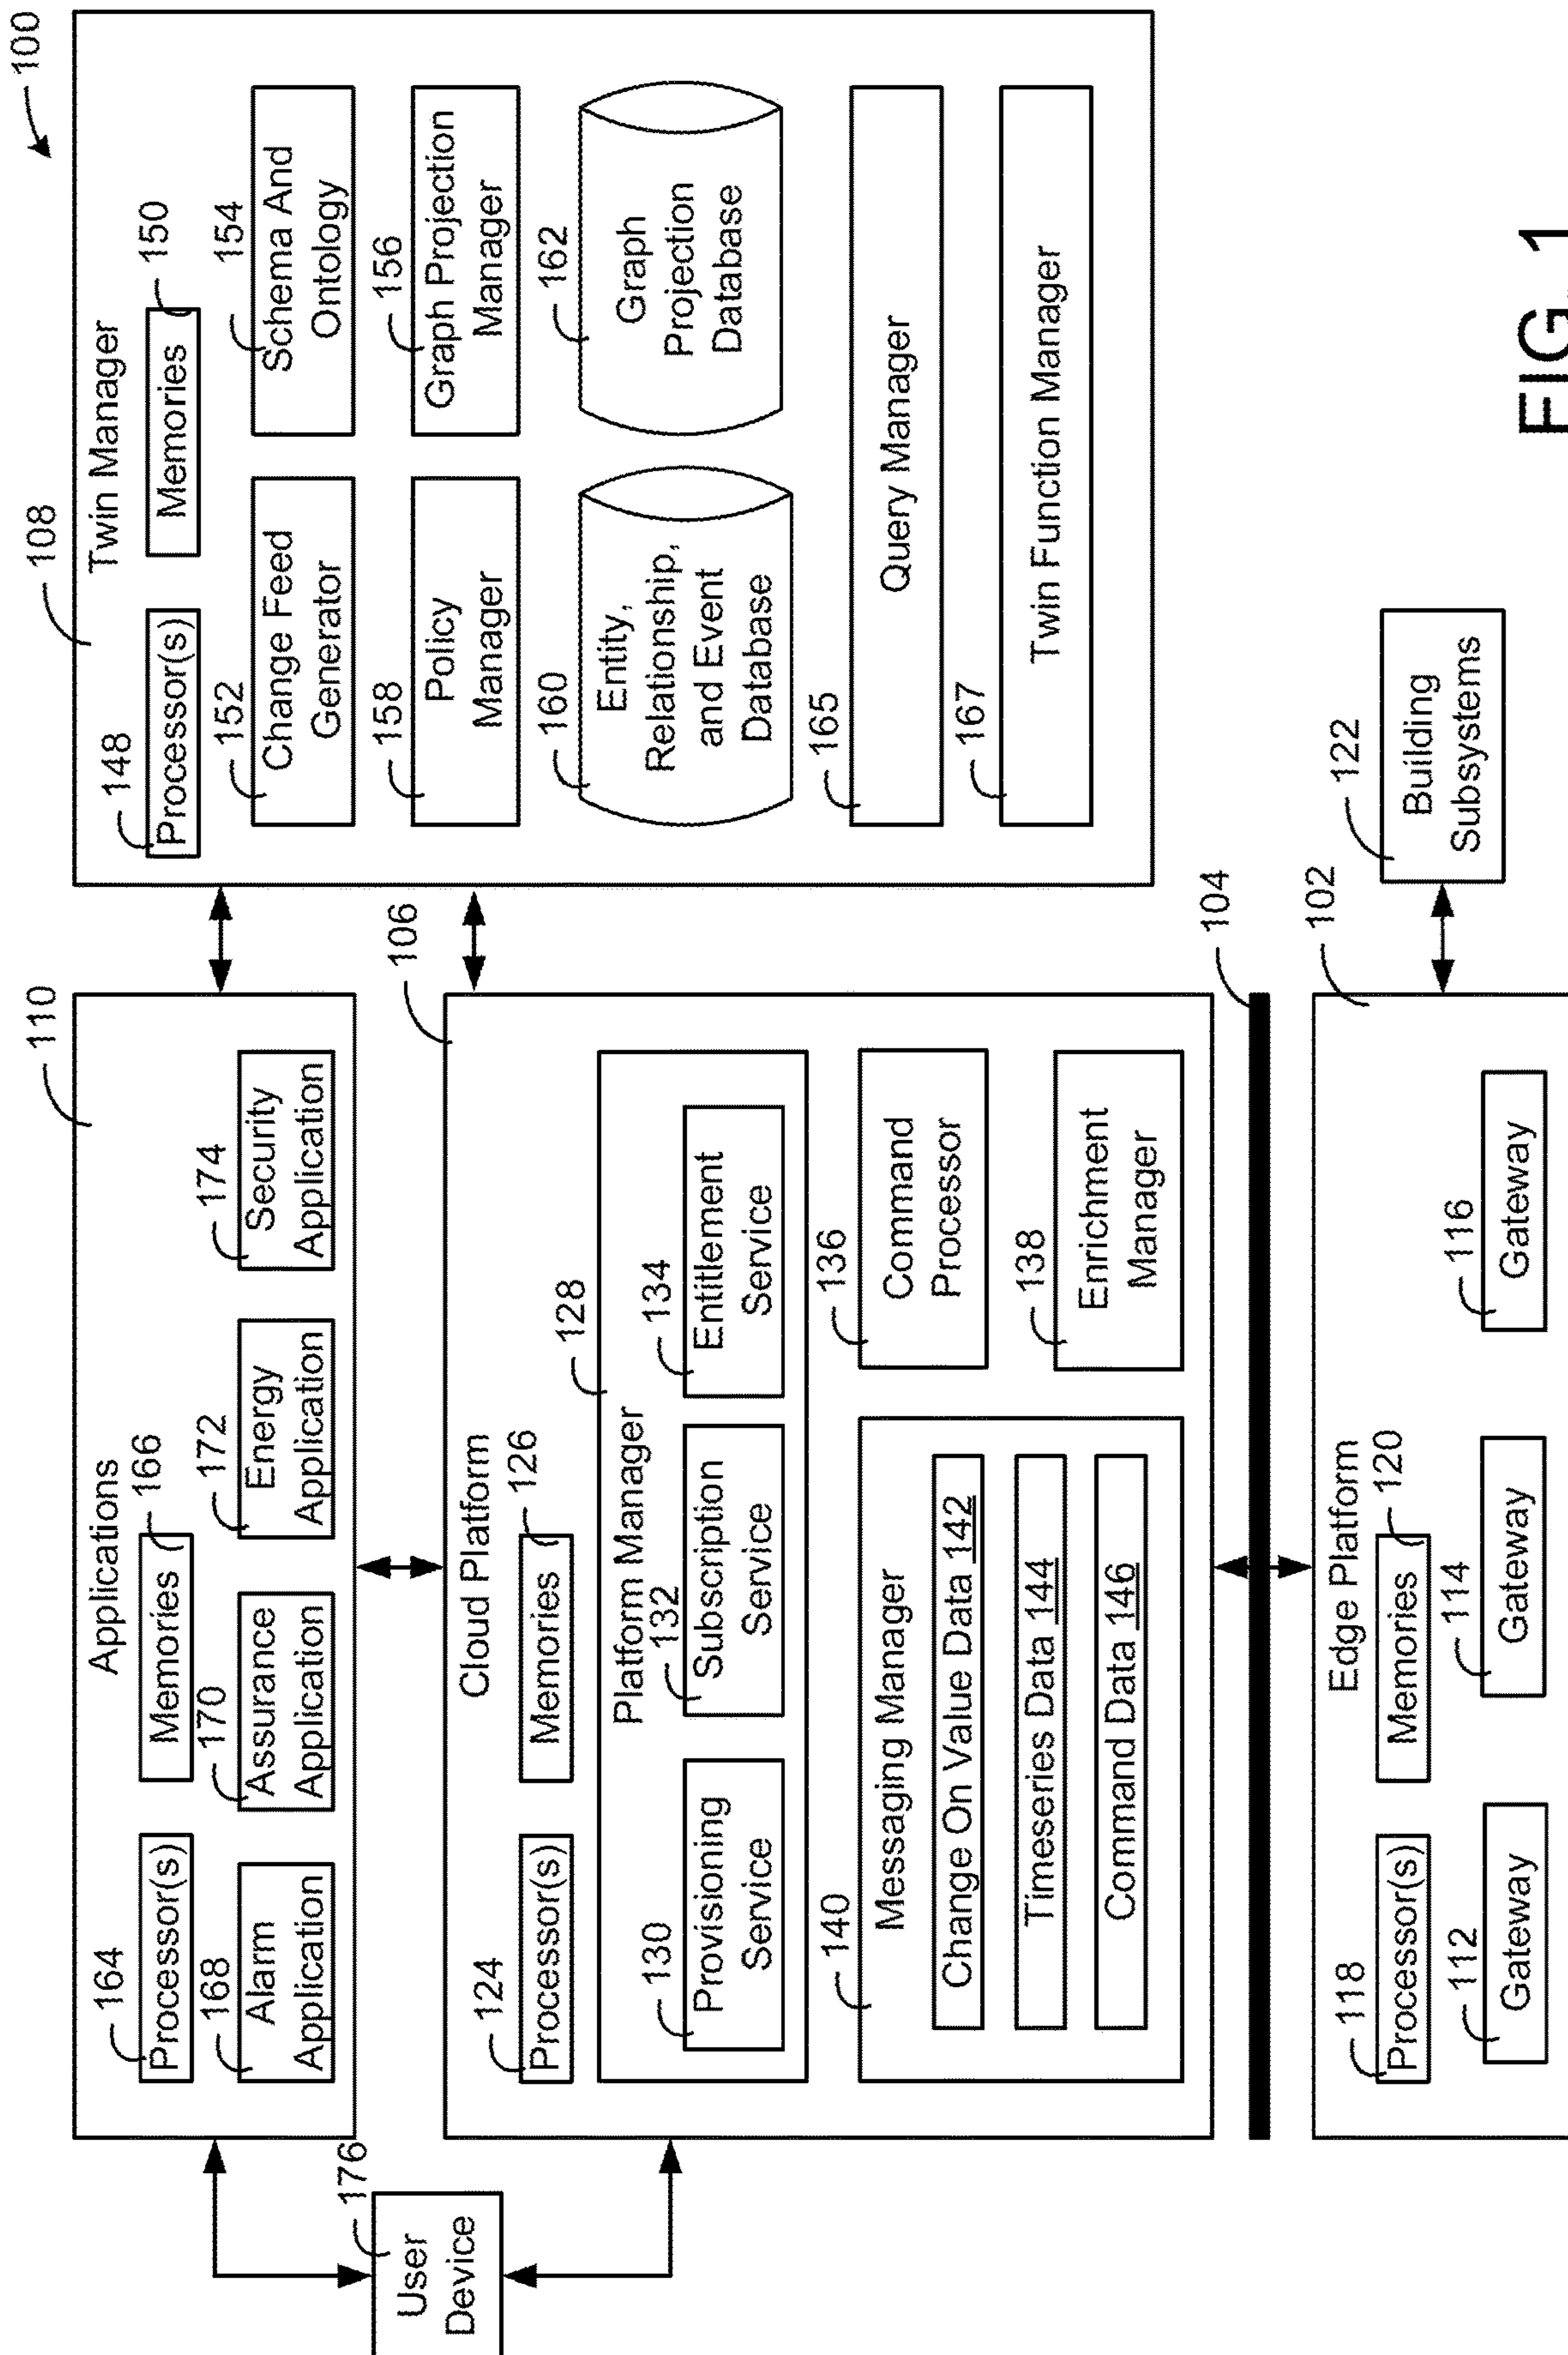 100
110
Applications
164
Processor(s)
166
Memories
168
Alarm
Application
170
Assurance
Application
172
Energy
Application
174
Security
Application
176
User
Device
106
Cloud Platform
124
Processor(s)
126
Memories
128
Platform Manager
130
Provisioning
Service
132
Subscription
Service
134
Entitlement
Service
140
Messaging Manager
Change On Value Data 142
Timeseries Data 144
Command Data 146
136
Command
Processor
138
Enrichment
Manager
104
102
Edge Platform
118
Processor(s)
120
Memories
112
Gateway
114
Gateway
116
Gateway
122
Building
Subsystems
108
Twin Manager
148
Processor(s)
150
Memories
152
Change Feed
Generator
154
Schema And
Ontology
158
Policy
Manager
156
Graph Projection
Manager
160
Entity,
Relationship,
and Event
Database
162
Graph
Projection
Database
165
Query Manager
167
Twin Function Manager
FIG. 1